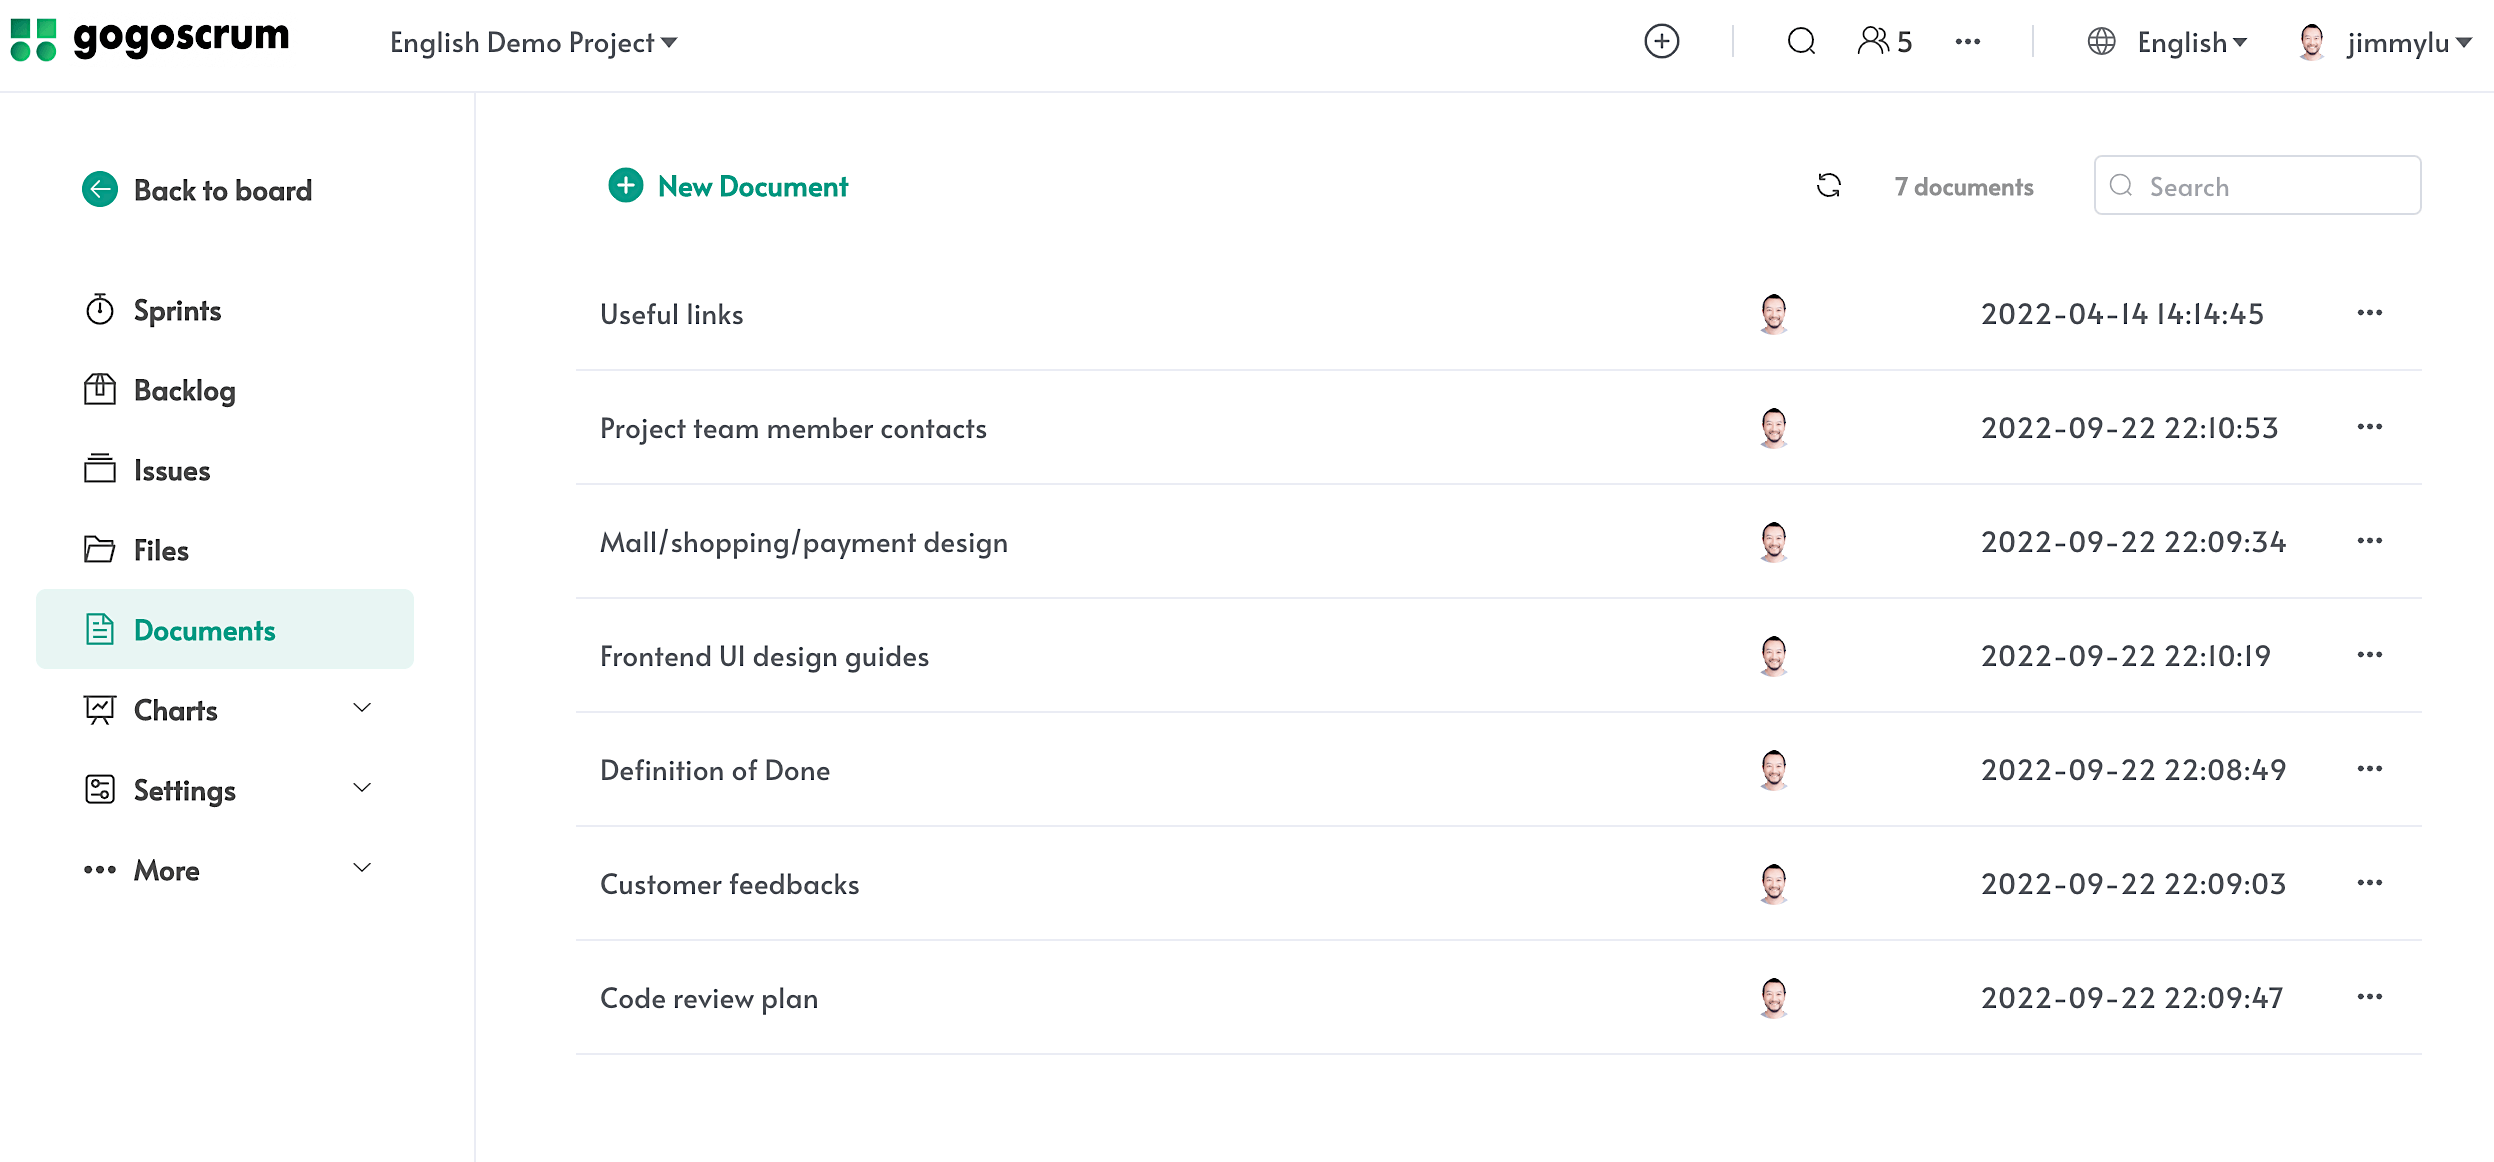 gogoscrum
English Demo Project
5
English
jimmylu
Back to board
Sprints
Backlog
Issues
Files
Documents
Charts
Settings
More
New Document
7 documents
Search
Useful links 2022-04-14 14:14:45
Project team member contacts 2022-09-22 22:10:53
Mall/shopping/payment design 2022-09-22 22:09:34
Frontend UI design guides 2022-09-22 22:10:19
Definition of Done 2022-09-22 22:08:49
Customer feedbacks 2022-09-22 22:09:03
Code review plan 2022-09-22 22:09:47